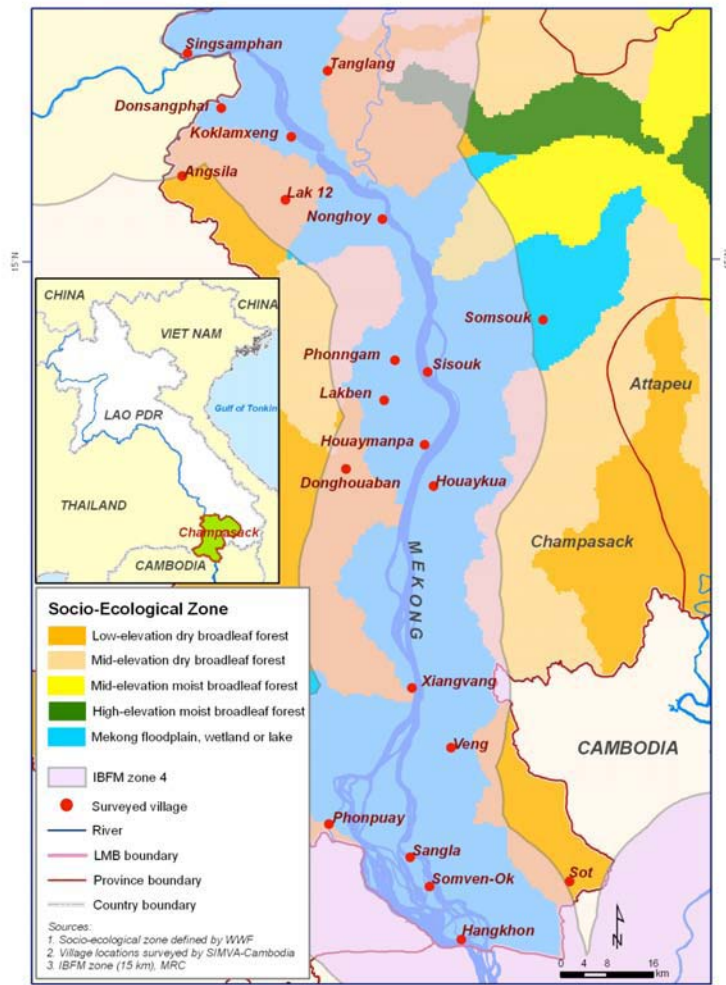 Singsamphan
Tanglang
Donsangphai
Koklamxeng
Angsila
Lak 12
Nonghoy
15°N
Somsouk
Phonngam
Sisouk
Attapeu
Lakben
Houaymanpa
Donghouaban
Houaykua
Champasack
MEKONG
Xiangvang
Veng
CAMBODIA
Phonpuay
Sangla
Somven-Ok
Sot
Hangkhon
N
0 4 8 16
km
CHINA
CHINA
VIET NAM
LAO PDR
Gulf of Tonkin
THAILAND
Champasack
CAMBODIA
Socio-Ecological Zone
Low-elevation dry broadleaf forest
Mid-elevation dry broadleaf forest
Mid-elevation moist broadleaf forest
High-elevation moist broadleaf forest
Mekong floodplain, wetland or lake
IBFM zone 4
Surveyed village
River
LMB boundary
Province boundary
Country boundary
Sources:
1. Socio-ecological zone defined by WWF
2. Village locations surveyed by SIMVA-Cambodia
3. IBFM zone (15 km), MRC